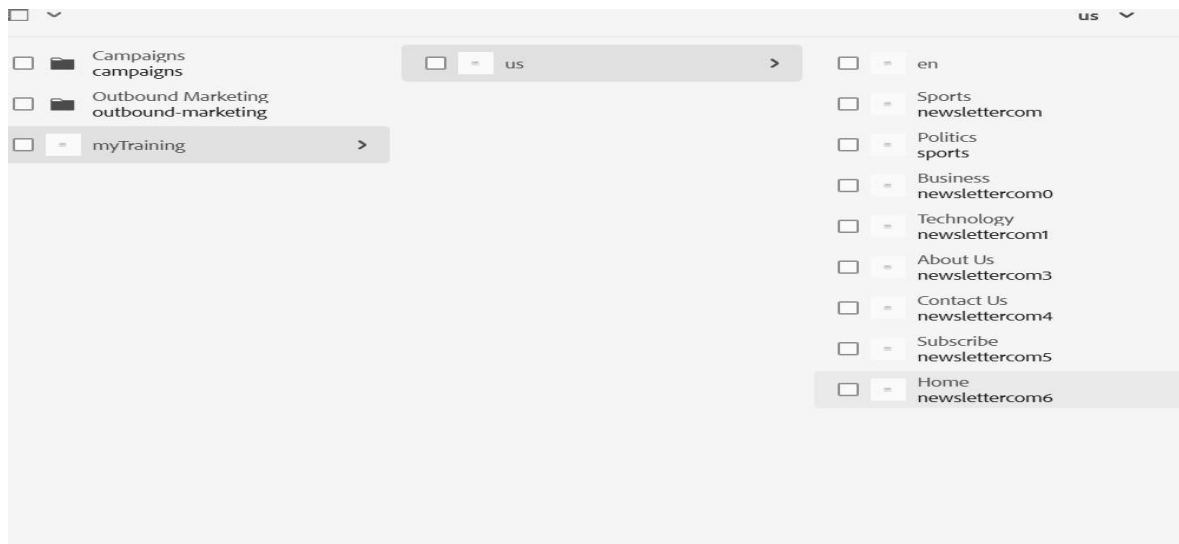 us
Campaigns
campaigns
Outbound Marketing
outbound-marketing
myTraining
us
en
Sports
newslettercom
Politics
sports
Business
newslettercom0
Technology
newslettercom1
About Us
newslettercom3
Contact Us
newslettercom4
Subscribe
newslettercom5
Home
newslettercom6